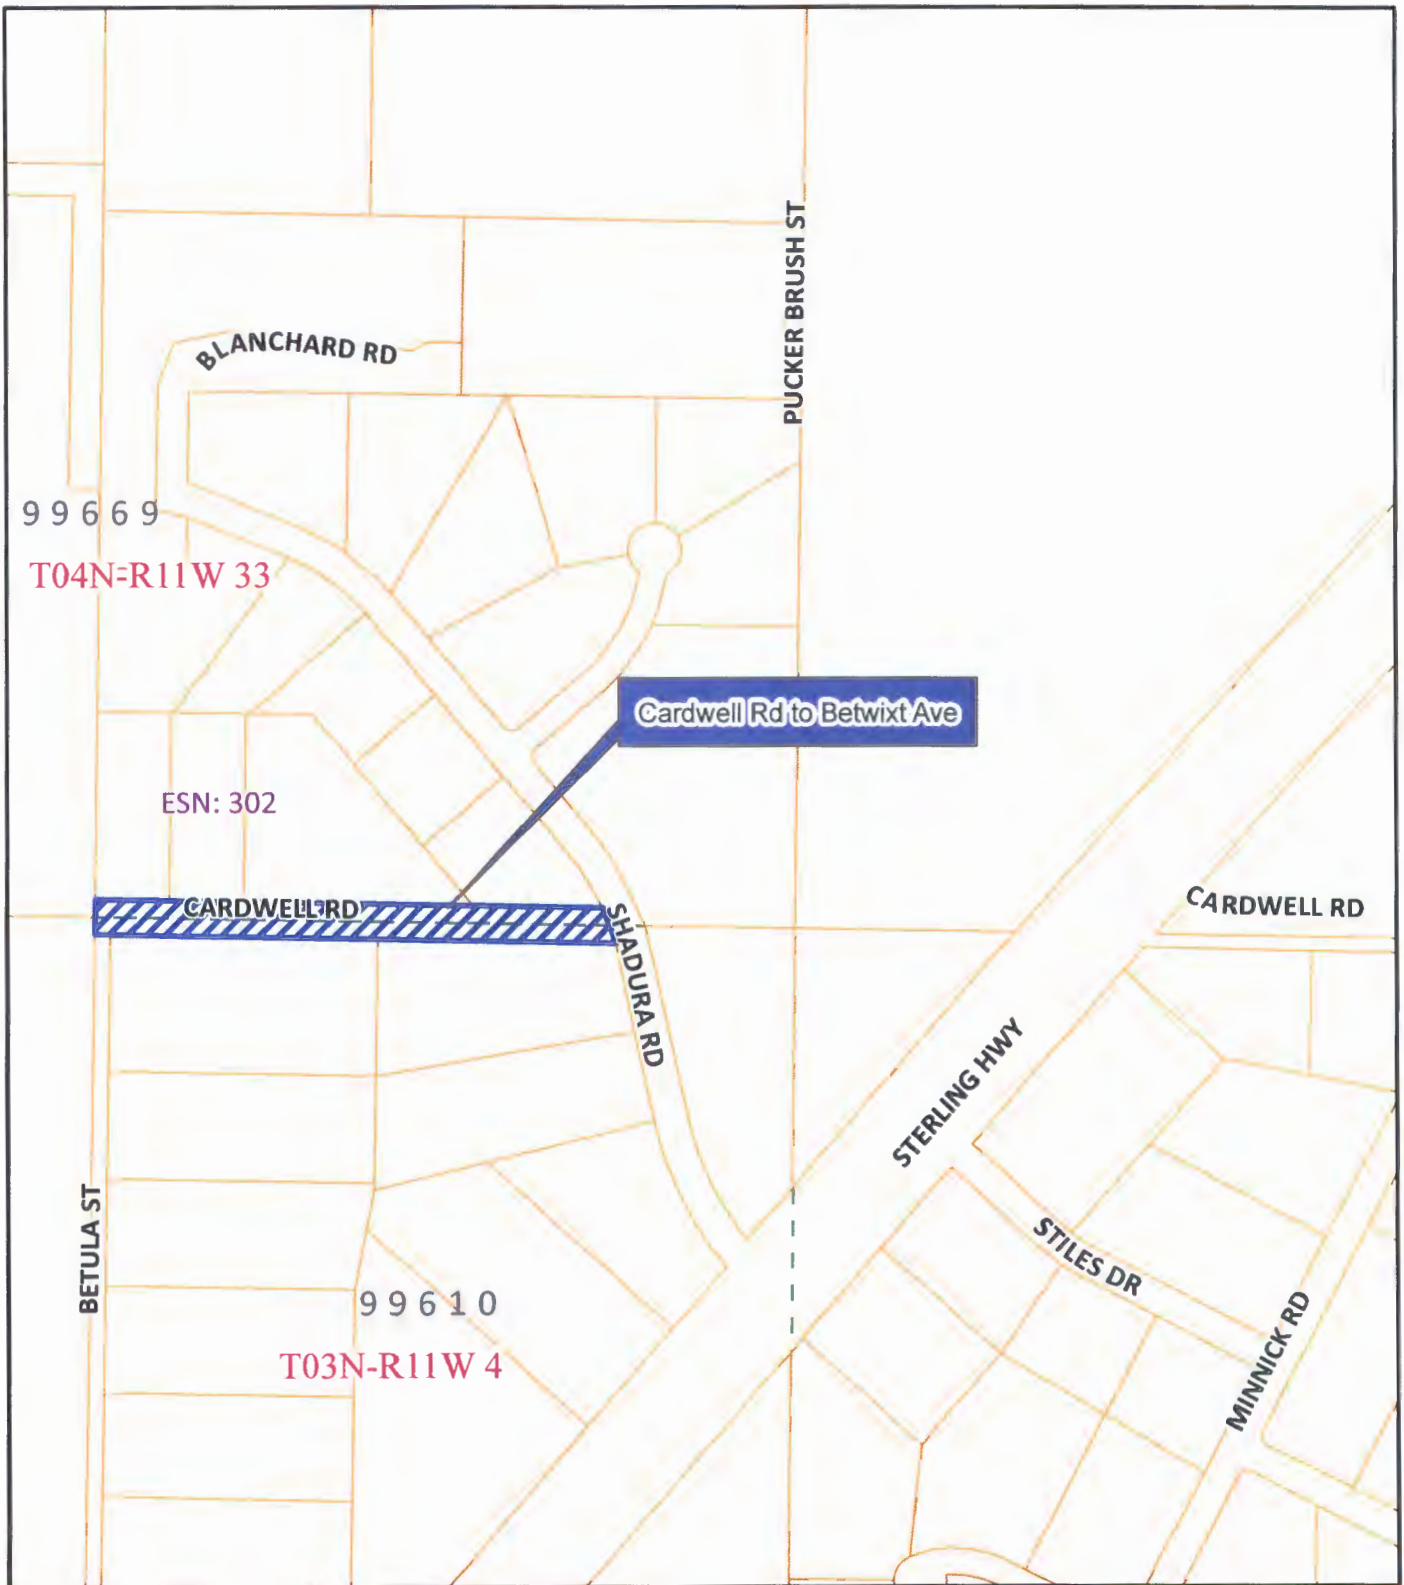 PUCKER BRUSH ST
BLANCHARD RD
99669
T04N-R11W 33
Cardwell Rd to Betwixt Ave
ESN: 302
CARDWELL RD
CARDWELL RD
SHADURA RD
STERLING HWY
BETULA ST
STILES DR
99610
MINNICK RD
T03N-R11W 4